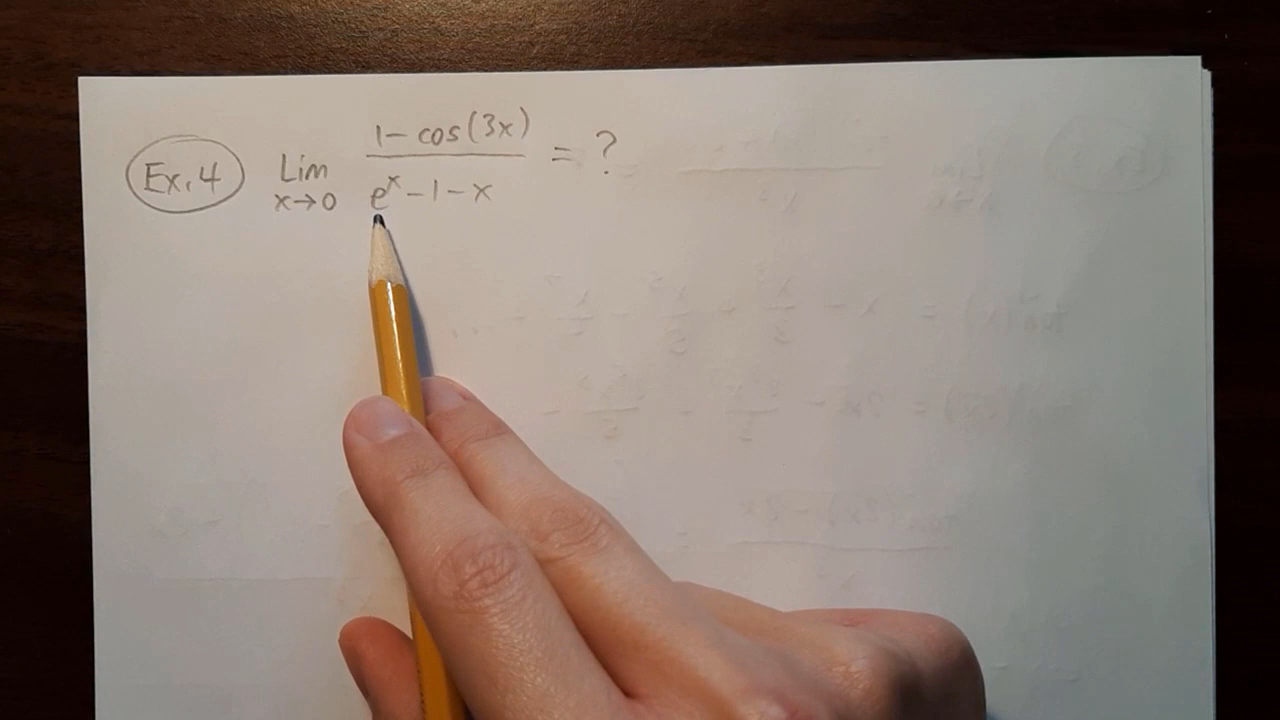 Ex. 4 Lim x→0 (1 - cos(3x)) / (e^x - 1 - x) = ?